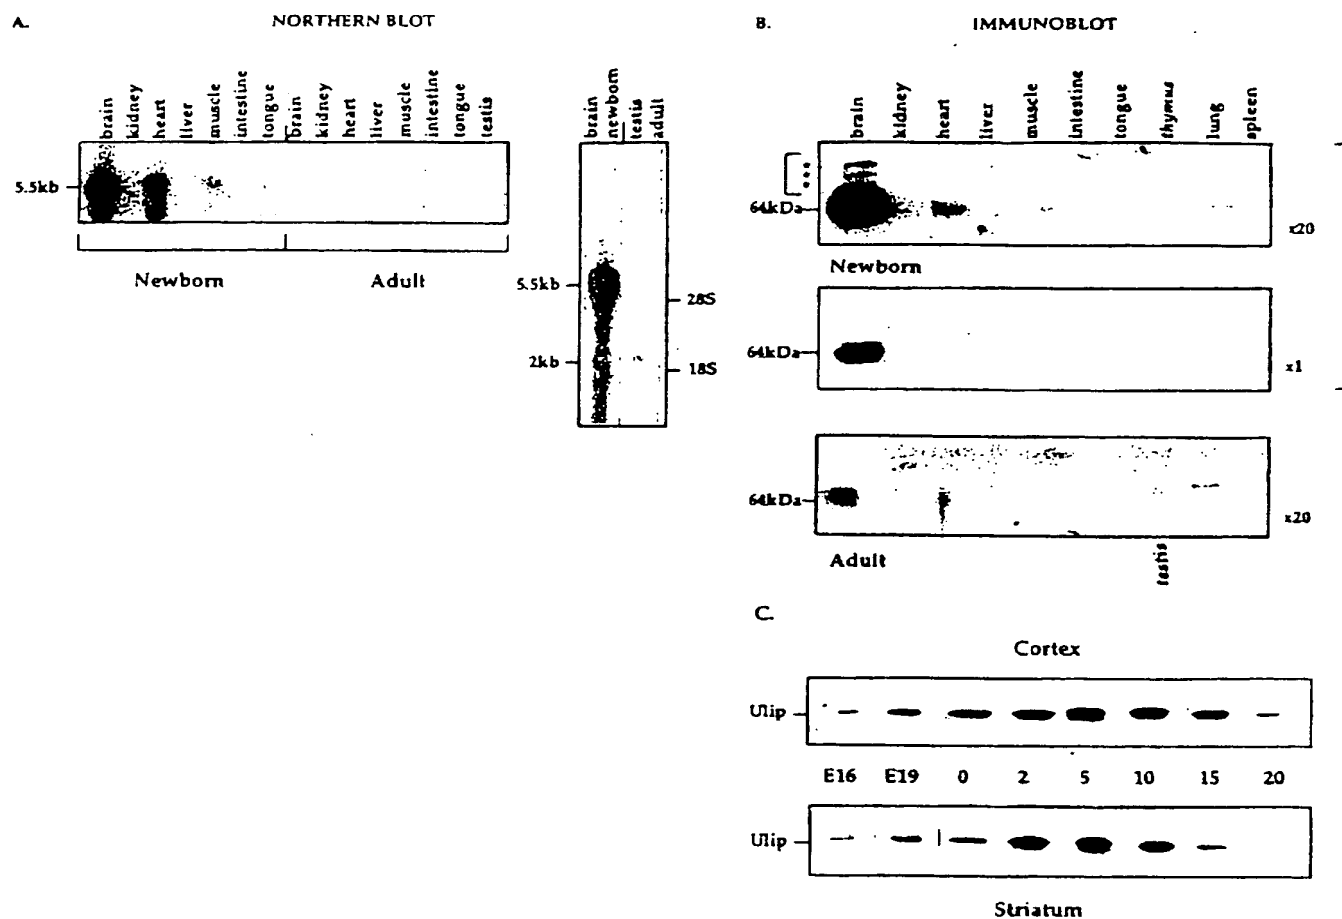 A.
NORTHERN BLOT
brain
kidney
heart
liver
muscle
intestine
tongue
brain
kidney
heart
liver
muscle
intestine
tongue
testis
5.5kb
Newborn
Adult
brain
newborn
testis
adult
5.5kb
28S
2kb
18S
B.
IMMUNOBLOT
brain
kidney
heart
liver
muscle
intestine
tongue
thymus
lung
spleen
64kDa
x20
Newborn
64kDa
x1
64kDa
x20
Adult
testis
C.
Cortex
Ulip
E16 E19 0 2 5 10 15 20
Ulip
Striatum